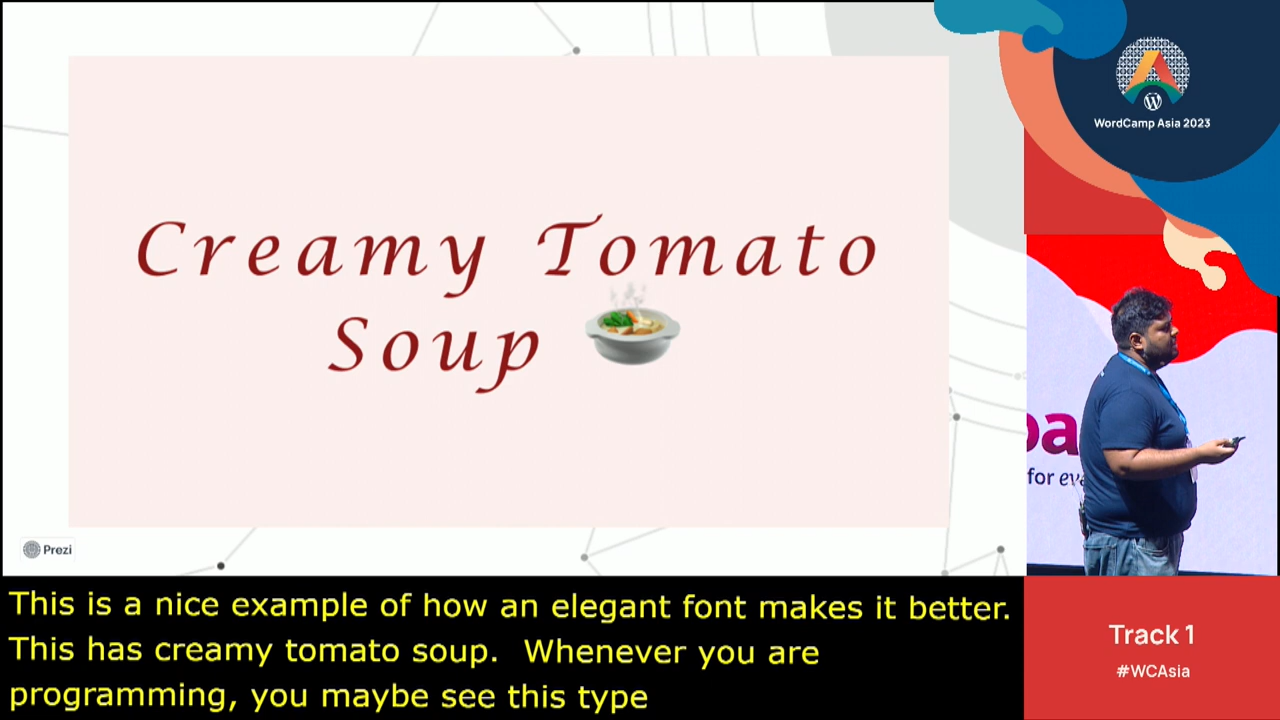 Creamy Tomato
Soup
Prezi
This is a nice example of how an elegant font makes it better.
This has creamy tomato soup.  Whenever you are
programming, you maybe see this type
WordCamp Asia 2023
for
Track 1
#WCAsia